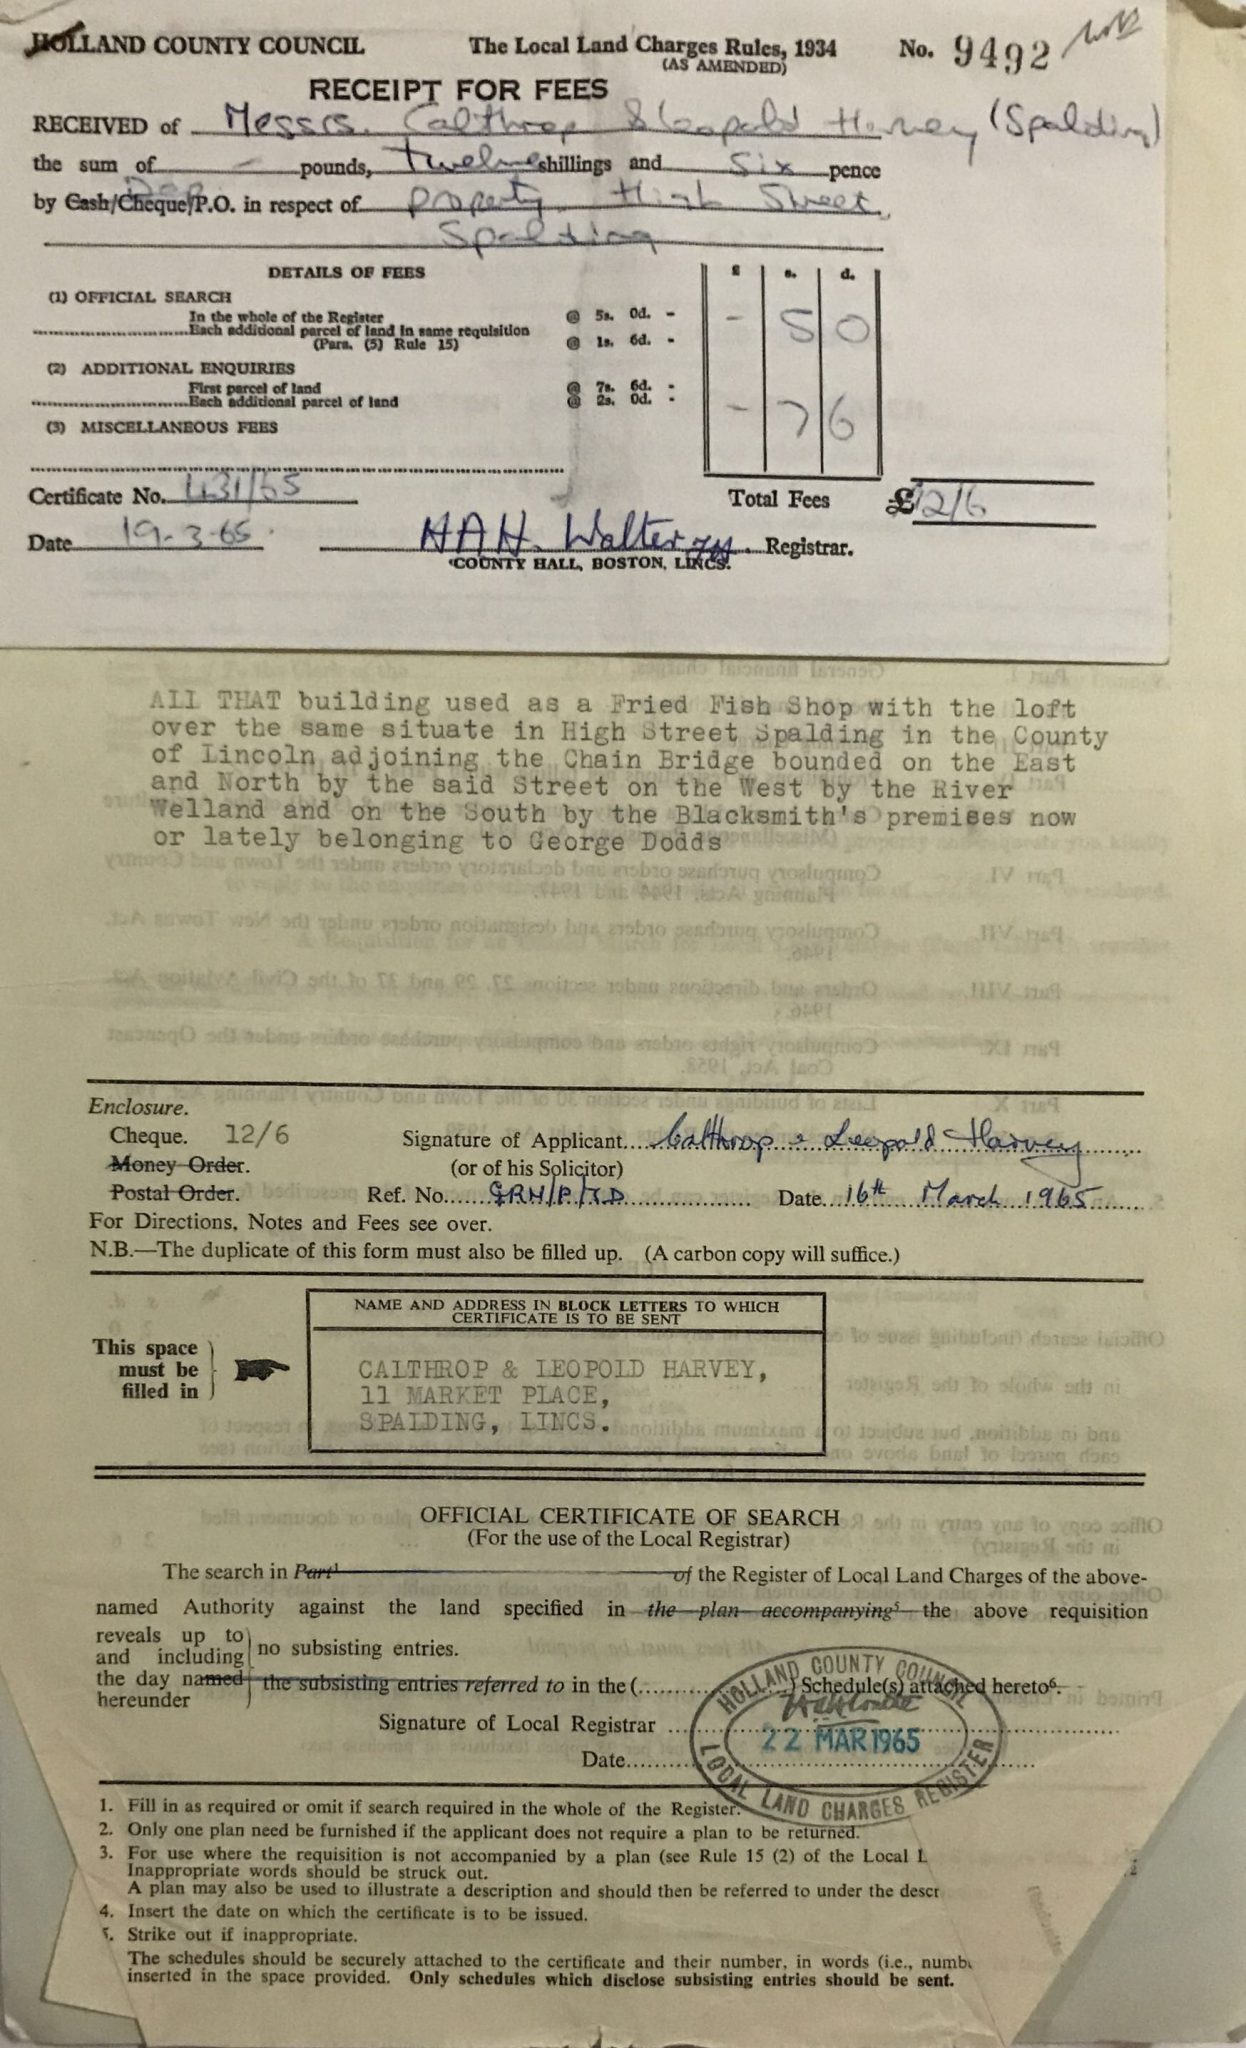 HOLLAND COUNTY COUNCIL The Local Land Charges Rules, 1934 No. 9492
(AS AMENDED)
RECEIPT FOR FEES
RECEIVED of Messrs. Calthrop & Leopold Harvey (Spalding)
the sum of - pounds, Twelve shillings and Six pence
by Cash/Cheque/P.O. in respect of property High Street,
Spalding
DETAILS OF FEES £ s. d.
(1) OFFICIAL SEARCH
In the whole of the Register @ 5s. 0d. - - 5 0
Each additional parcel of land in same requisition
(Para. (5) Rule 15) @ 1s. 6d. -
(2) ADDITIONAL ENQUIRIES
First parcel of land @ 7s. 6d. -
Each additional parcel of land @ 2s. 0d. - - 7 6
(3) MISCELLANEOUS FEES
Certificate No. 1431/65 Total Fees £12/6
Date 19-3-65. HAH. Walter Registrar.
COUNTY HALL, BOSTON, LINCS.
ALL THAT building used as a Fried Fish Shop with the loft
over the same situate in High Street Spalding in the County
of Lincoln adjoining the Chain Bridge bounded on the East
and North by the said Street on the West by the River
Welland and on the South by the Blacksmith's premises now
or lately belonging to George Dodds
Enclosure.
Cheque. 12/6 Signature of Applicant Calthrop & Leopold Harvey
Money Order. (or of his Solicitor)
Postal Order. Ref. No. Date 16th March 1965
For Directions, Notes and Fees see over.
N.B.—The duplicate of this form must also be filled up. (A carbon copy will suffice.)
NAME AND ADDRESS IN BLOCK LETTERS TO WHICH
CERTIFICATE IS TO BE SENT
This space
must be
filled in
CALTHROP & LEOPOLD HARVEY,
11 MARKET PLACE,
SPALDING, LINCS.
OFFICIAL CERTIFICATE OF SEARCH
(For the use of the Local Registrar)
The search in Part¹ of the Register of Local Land Charges of the above-
named Authority against the land specified in the plan accompanying⁵ the above requisition
reveals up to
and including
the day named
hereunder
no subsisting entries.
the subsisting entries referred to in the (..........) Schedule(s) attached hereto⁶.
Signature of Local Registrar
Date
HOLLAND COUNTY COUNCIL
22 MAR 1965
LOCAL LAND CHARGES REGISTER
1. Fill in as required or omit if search required in the whole of the Register.
2. Only one plan need be furnished if the applicant does not require a plan to be returned.
3. For use where the requisition is not accompanied by a plan (see Rule 15 (2) of the Local L
Inappropriate words should be struck out.
A plan may also be used to illustrate a description and should then be referred to under the descr
4. Insert the date on which the certificate is to be issued.
5. Strike out if inappropriate.
The schedules should be securely attached to the certificate and their number, in words (i.e., numb
inserted in the space provided. Only schedules which disclose subsisting entries should be sent.